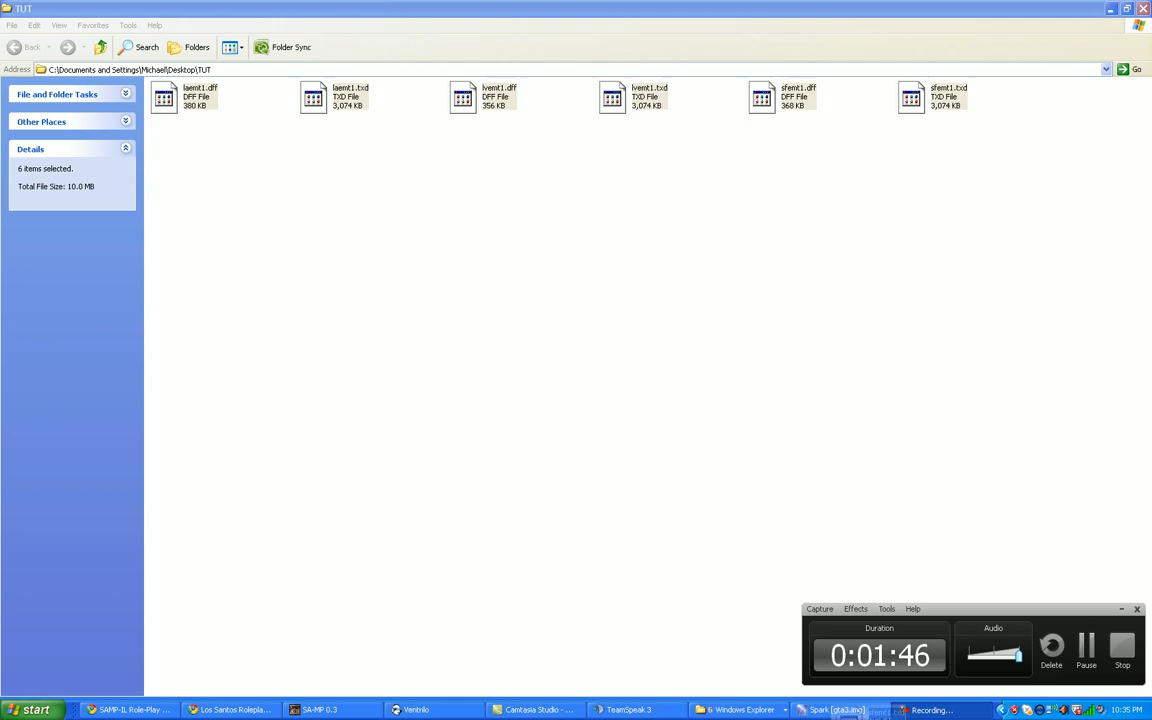 TUT
File Edit View Favorites Tools Help
Back Search Folders Folder Sync
Address C:\Documents and Settings\Michael\Desktop\TUT Go
File and Folder Tasks
Other Places
Details
6 items selected.
Total File Size: 10.0 MB
laemt1.dff
DFF File
380 KB
laemt1.txd
TXD File
3,074 KB
lvemt1.dff
DFF File
356 KB
lvemt1.txd
TXD File
3,074 KB
sfemt1.dff
DFF File
368 KB
sfemt1.txd
TXD File
3,074 KB
Capture Effects Tools Help
Duration
Audio
0:01:46
Delete Pause Stop
start SAMP-IL Role-Play ... Los Santos Rolepla... SA-MP 0.3 Ventrilo Camtasia Studio - ... TeamSpeak 3 6 Windows Explorer Spark [gta3.img] Recording... 10:35 PM